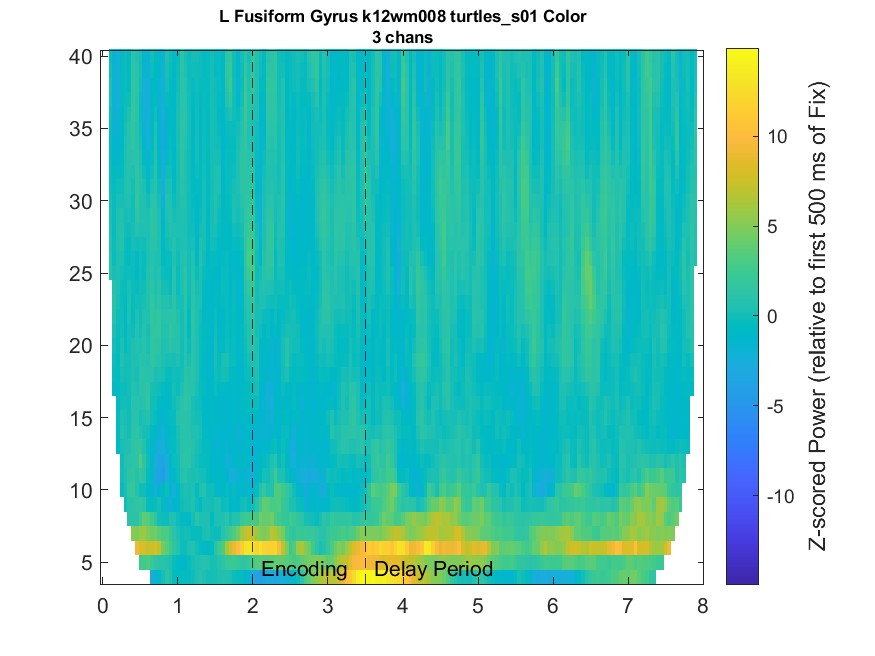 L Fusiform Gyrus k12wm008 turtles_s01 Color
3 chans
40
35
30
25
20
15
10
5
Encoding
Delay Period
0 1 2 3 4 5 6 7 8
10
5
0
-5
-10
Z-scored Power (relative to first 500 ms of Fix)